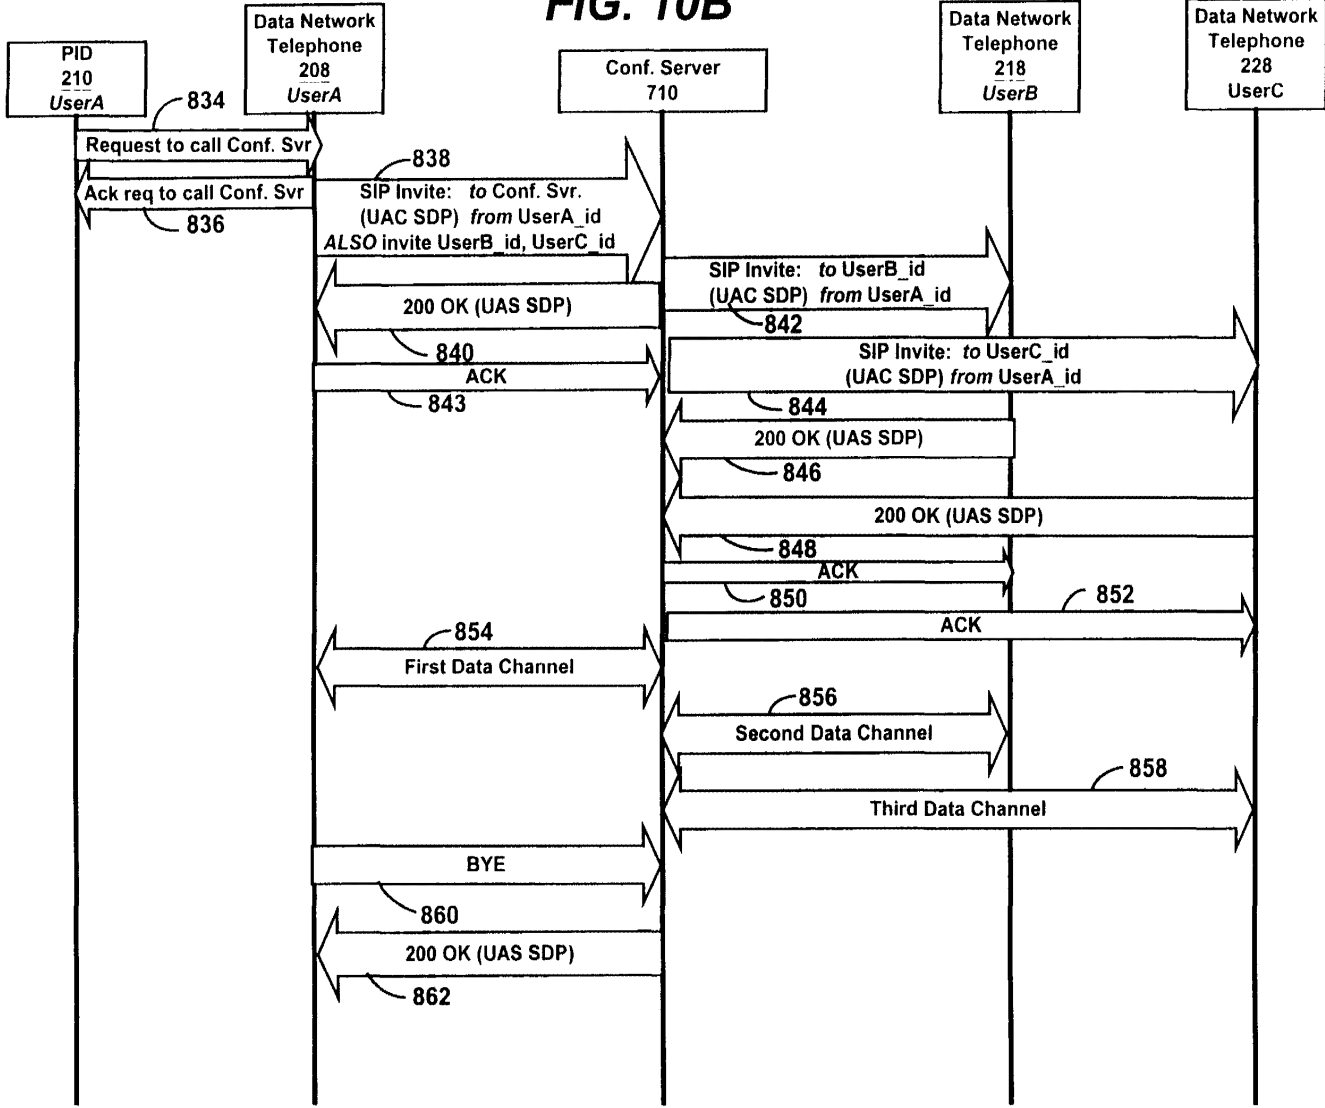 FIG. 10B
PID
210
UserA
Data Network
Telephone
208
UserA
Conf. Server
710
Data Network
Telephone
218
UserB
Data Network
Telephone
228
UserC
834
Request to call Conf. Svr
Ack req to call Conf. Svr
836
838
SIP Invite: to Conf. Svr.
(UAC SDP) from UserA_id
ALSO invite UserB_id, UserC_id
SIP Invite: to UserB_id
(UAC SDP) from UserA_id
842
200 OK (UAS SDP)
840
SIP Invite: to UserC_id
(UAC SDP) from UserA_id
844
ACK
843
200 OK (UAS SDP)
846
200 OK (UAS SDP)
848
ACK
850
852
ACK
854
First Data Channel
856
Second Data Channel
858
Third Data Channel
BYE
860
200 OK (UAS SDP)
862